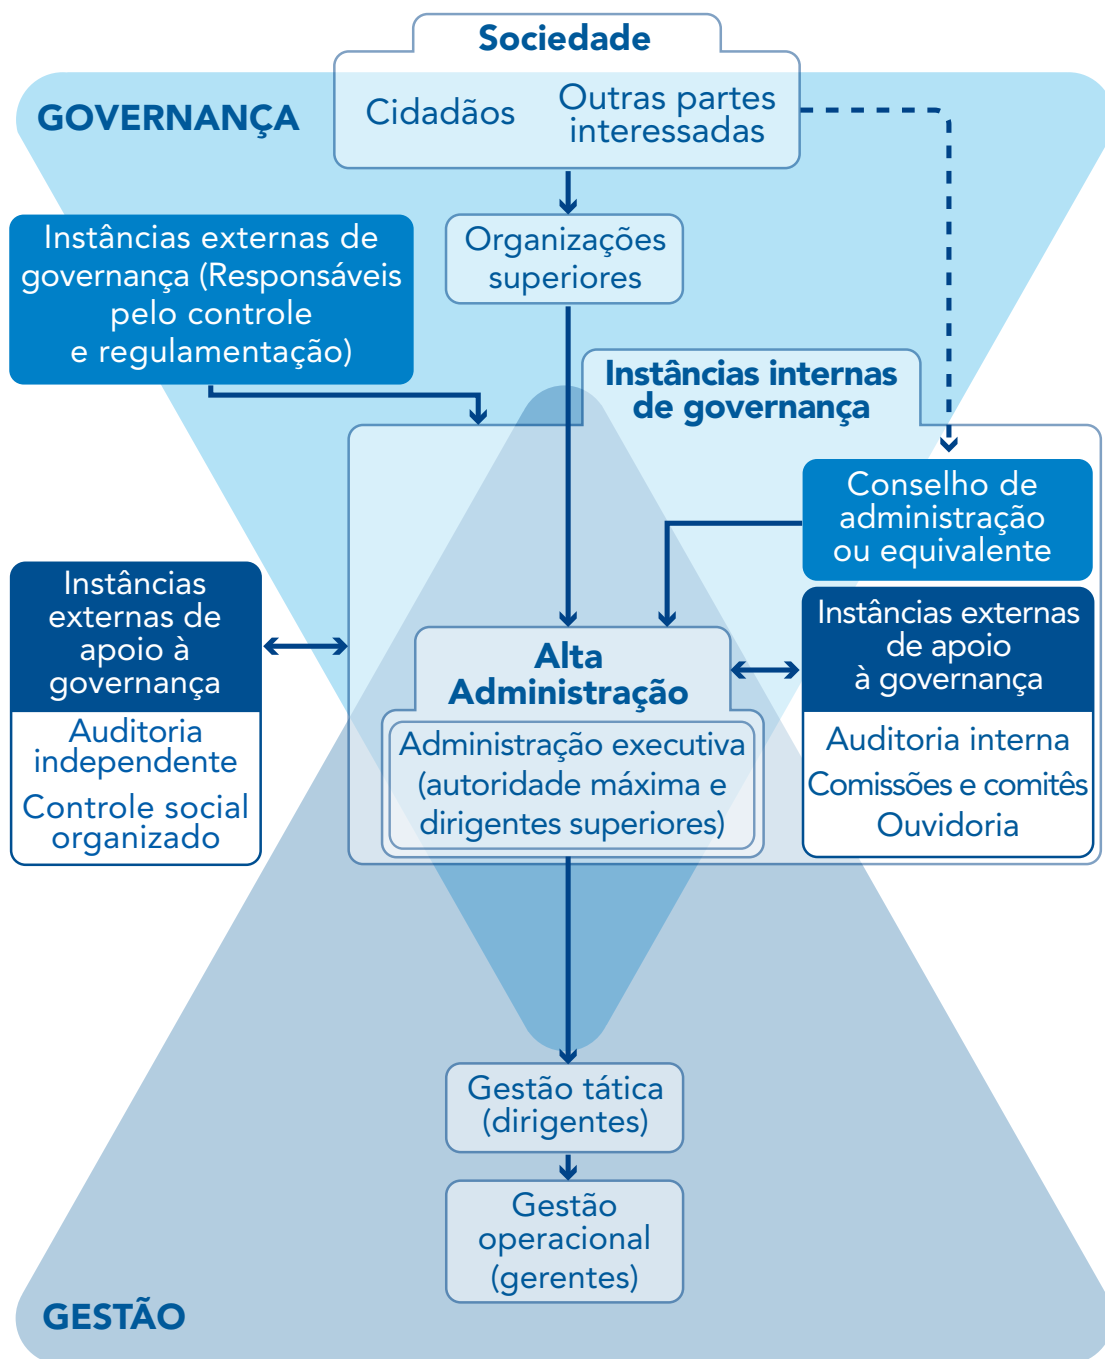 Sociedade
GOVERNANÇA
Cidadãos
Outras partes
interessadas
Instâncias externas de
governança (Responsáveis
pelo controle
e regulamentação)
Organizações
superiores
Instâncias internas
de governança
Conselho de
administração
ou equivalente
Instâncias
externas de
apoio à
governança
Auditoria
independente
Controle social
organizado
Alta
Administração
Administração executiva
(autoridade máxima e
dirigentes superiores)
Instâncias externas
de apoio
à governança
Auditoria interna
Comissões e comitês
Ouvidoria
Gestão tática
(dirigentes)
Gestão
operacional
(gerentes)
GESTÃO